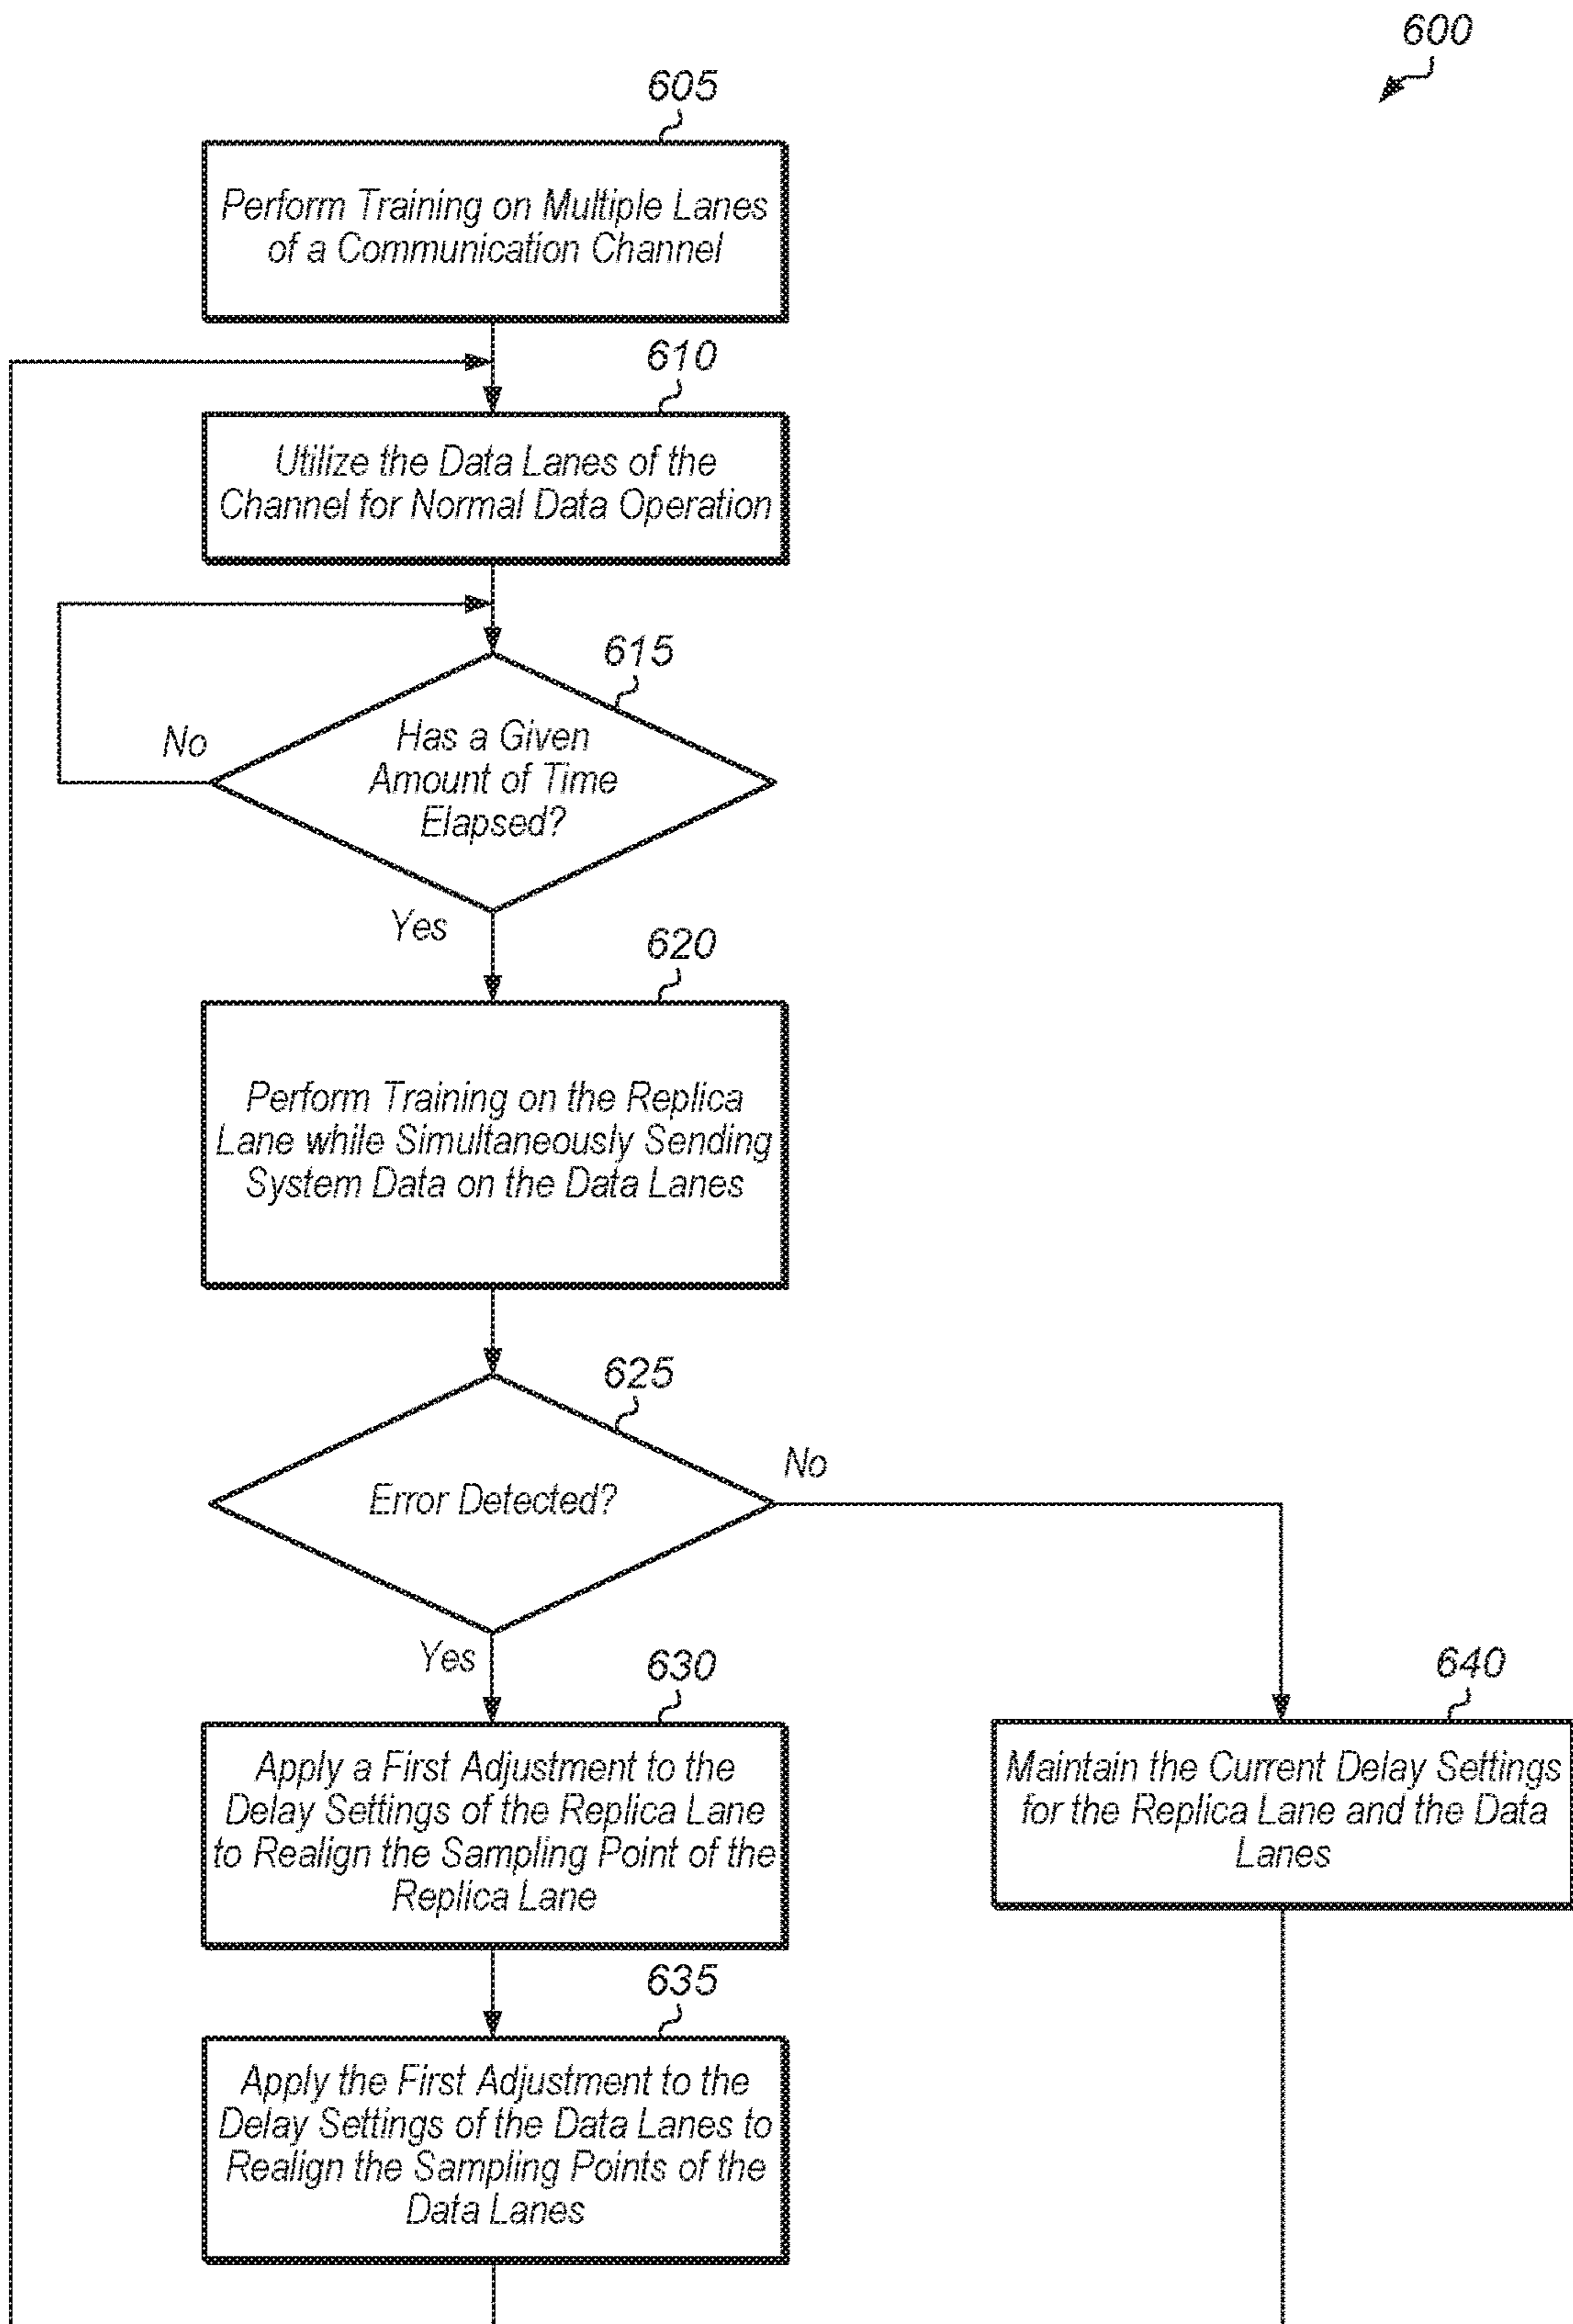 600
605
Perform Training on Multiple Lanes
of a Communication Channel
610
Utilize the Data Lanes of the
Channel for Normal Data Operation
615
Has a Given
Amount of Time
Elapsed?
No
Yes
620
Perform Training on the Replica
Lane while Simultaneously Sending
System Data on the Data Lanes
625
Error Detected?
No
Yes
630
Apply a First Adjustment to the
Delay Settings of the Replica Lane
to Realign the Sampling Point of the
Replica Lane
640
Maintain the Current Delay Settings
for the Replica Lane and the Data
Lanes
635
Apply the First Adjustment to the
Delay Settings of the Data Lanes to
Realign the Sampling Points of the
Data Lanes